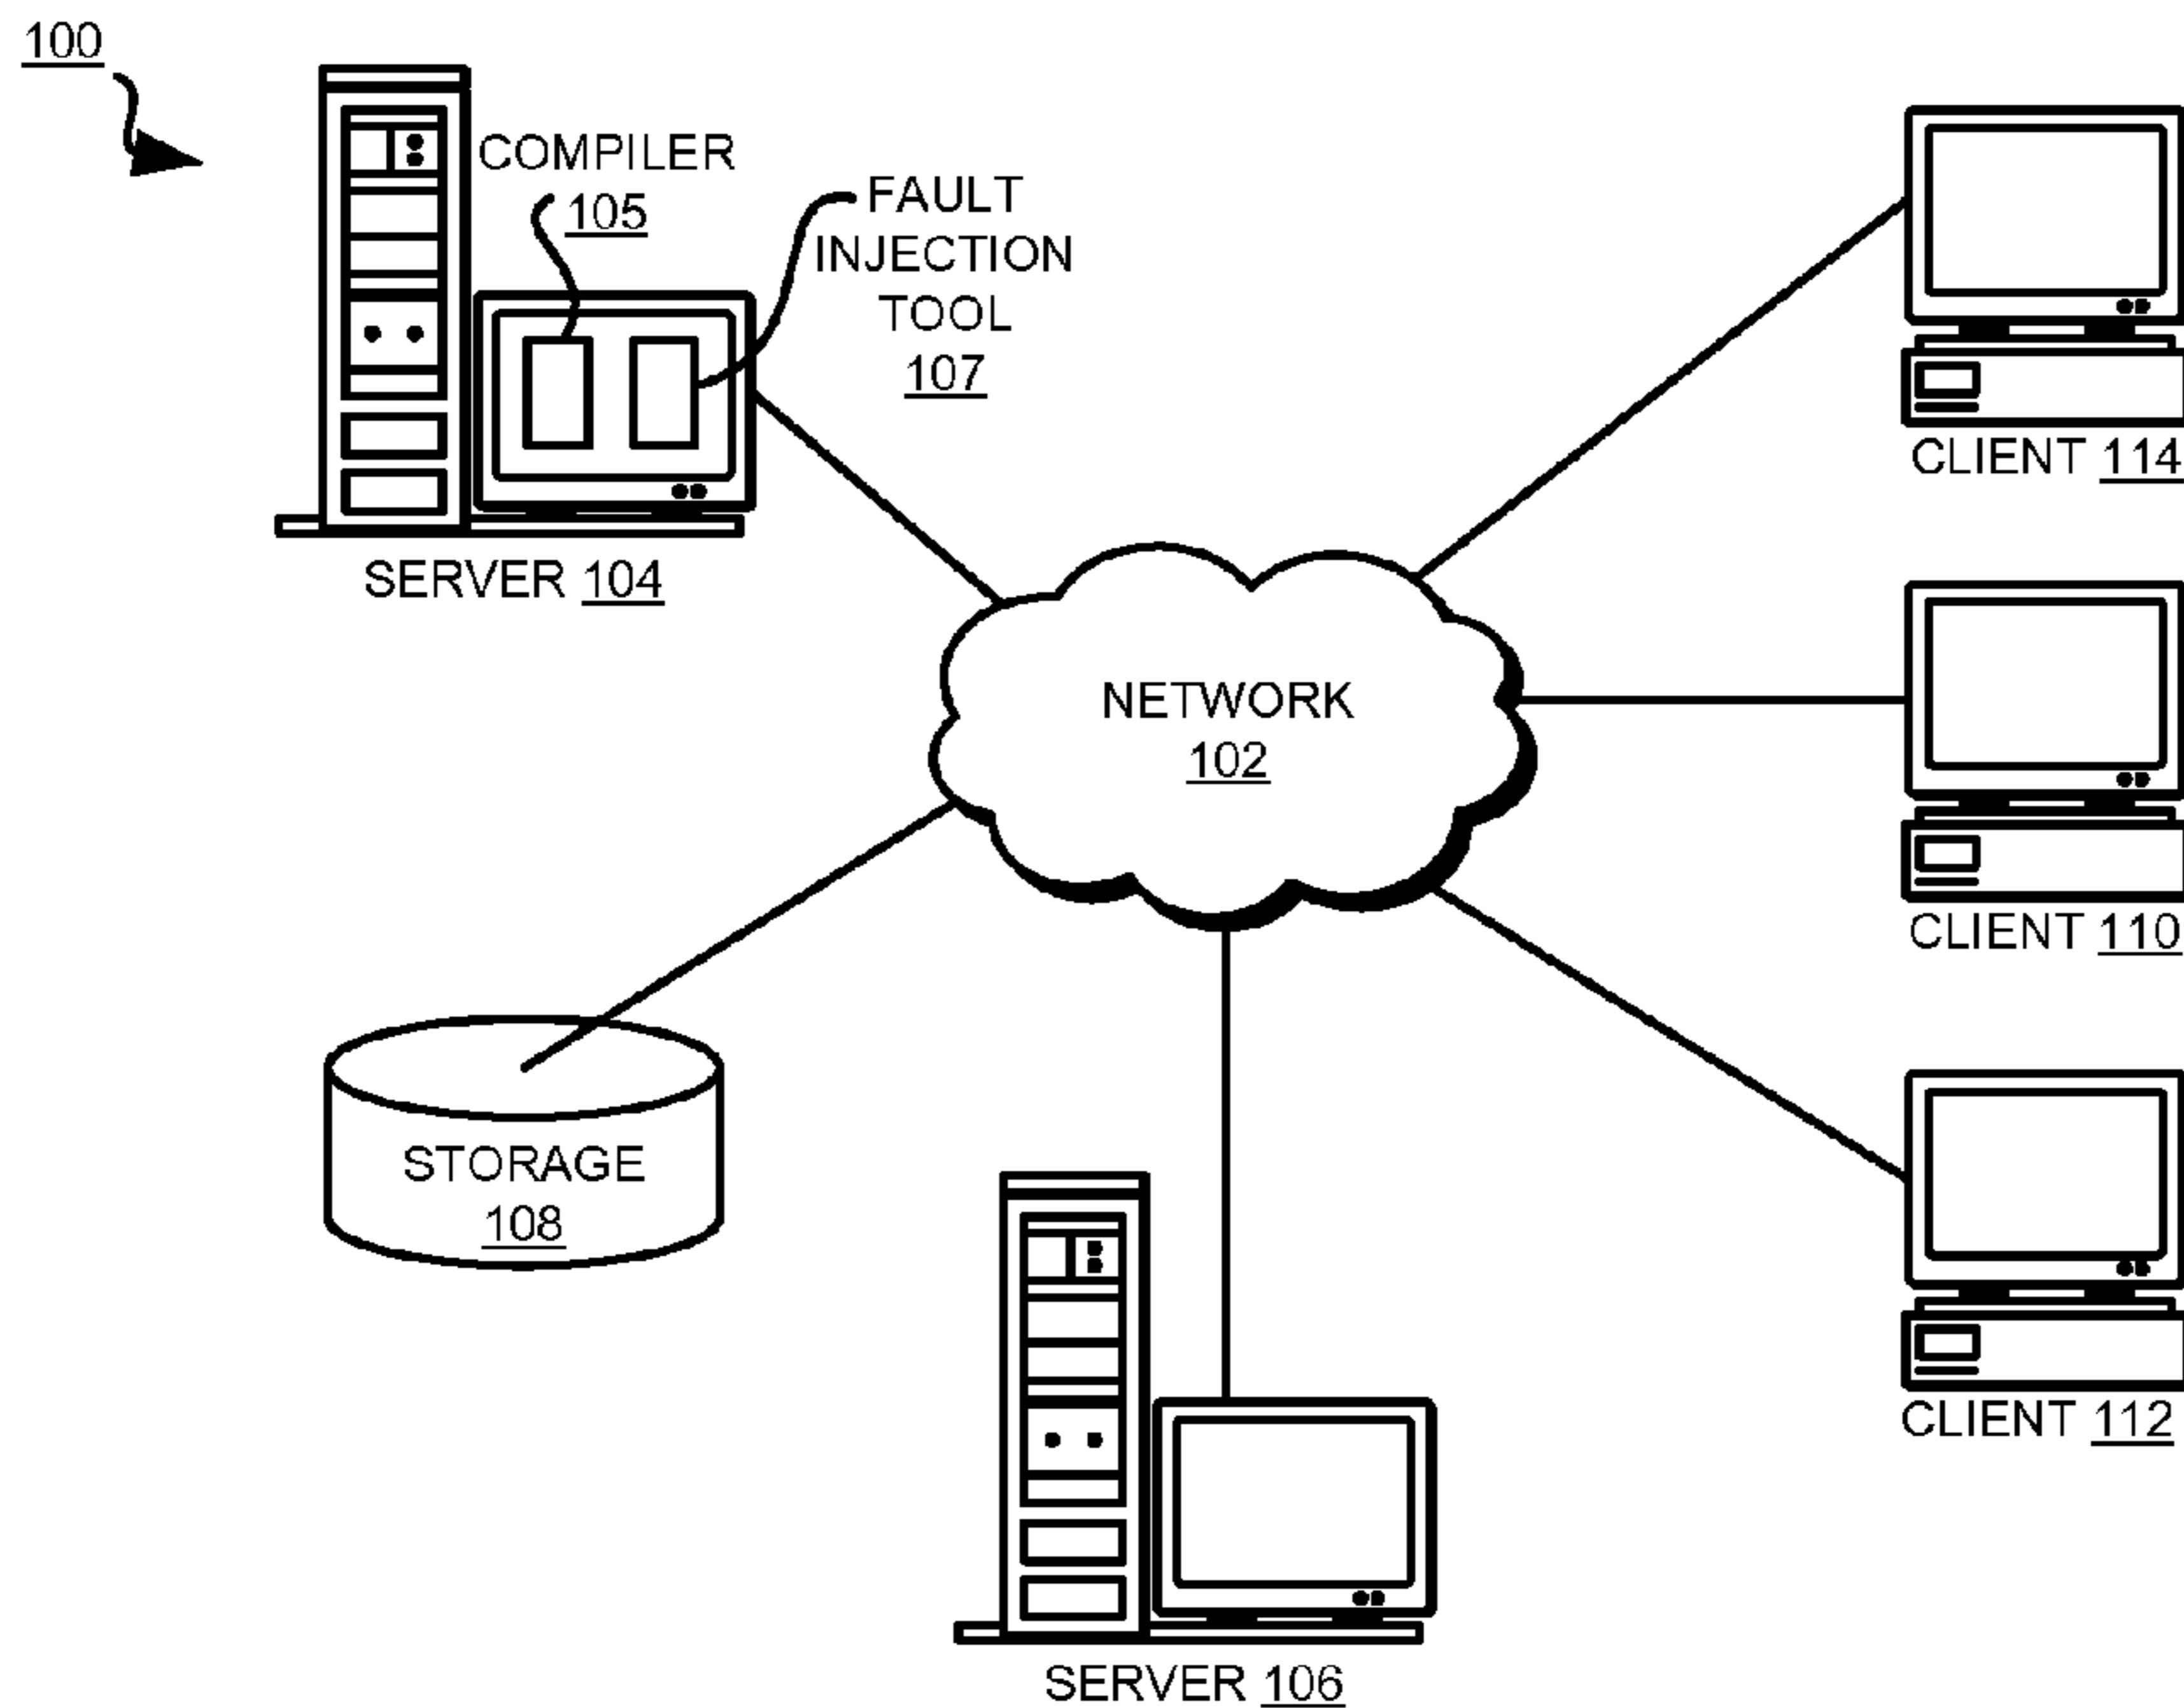 100
COMPILER
105
FAULT
INJECTION
TOOL
107
SERVER 104
CLIENT 114
NETWORK
102
CLIENT 110
STORAGE
108
CLIENT 112
SERVER 106